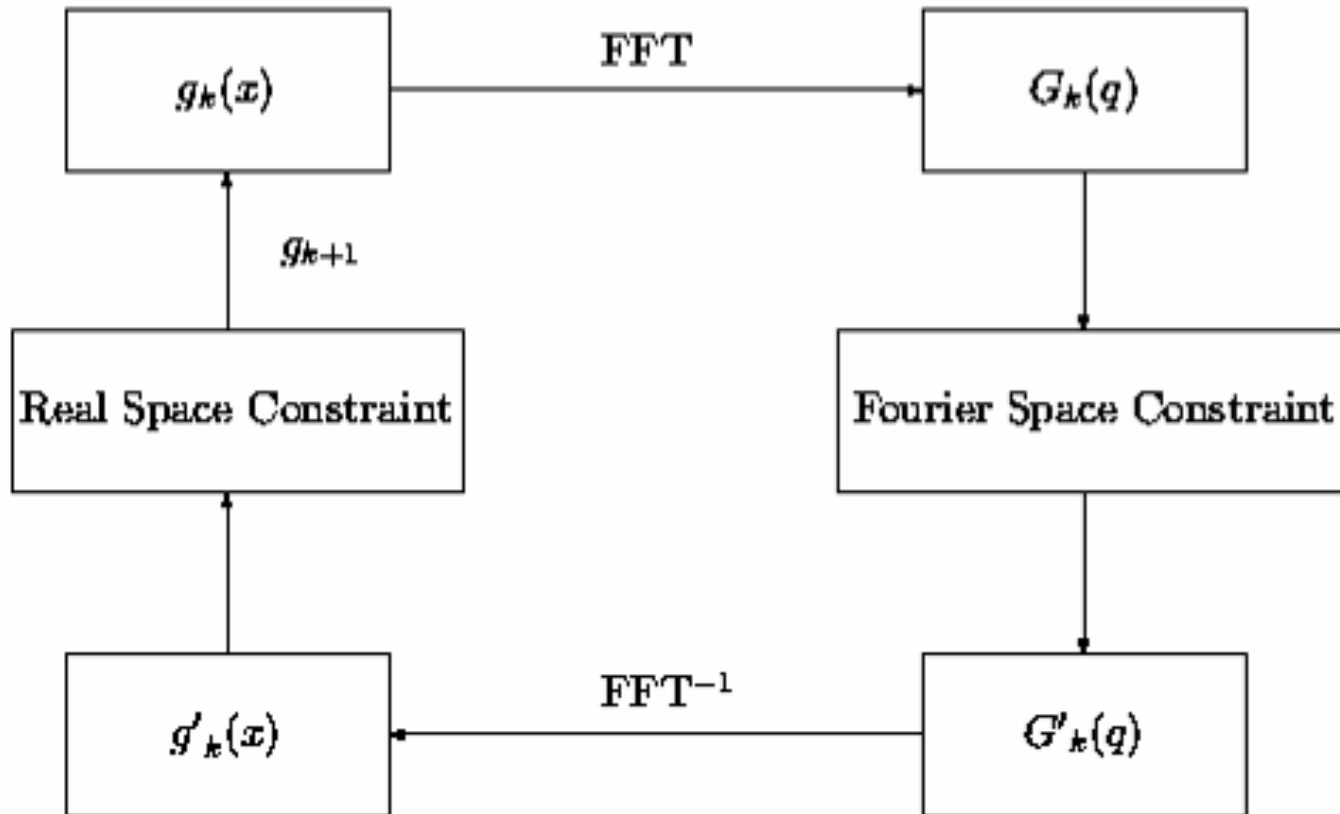 FFT
g_k(x)
G_k(q)
g_{k+1}
Real Space Constraint
Fourier Space Constraint
FFT^{-1}
g'_k(x)
G'_k(q)